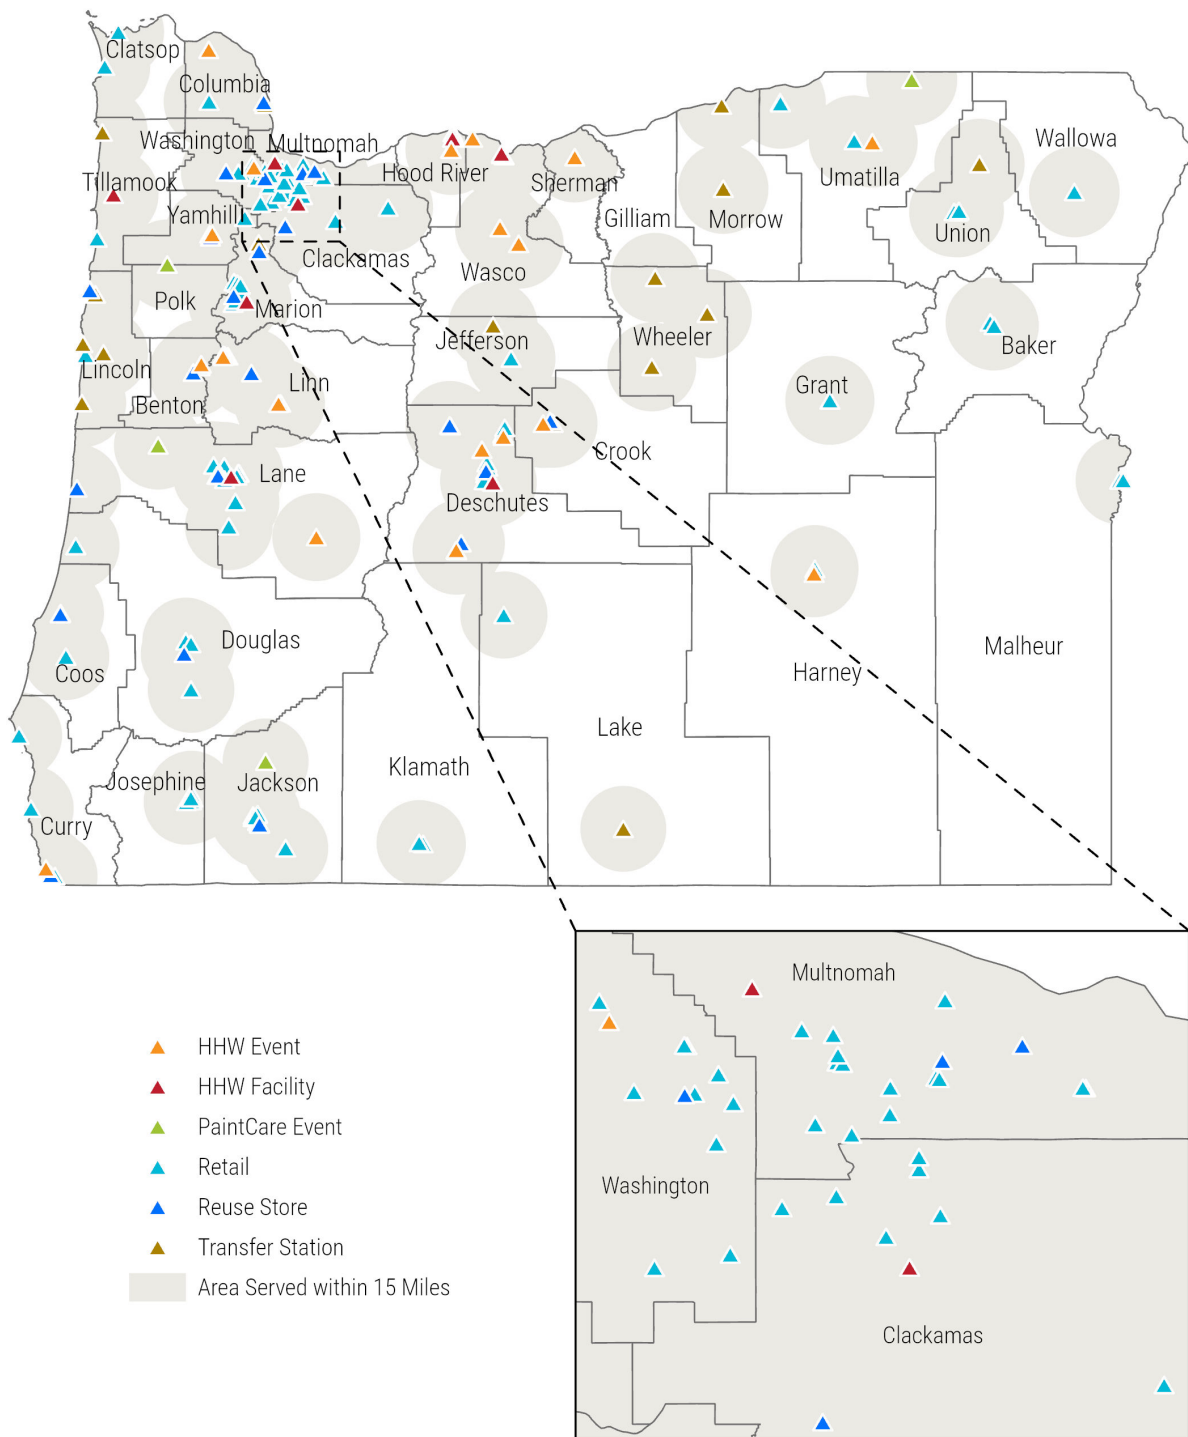 Clatsop
Columbia
Washington
Multnomah
Tillamook
Hood River
Sherman
Wallowa
Umatilla
Yamhill
Gilliam
Morrow
Union
Clackamas
Wasco
Polk
Marion
Jefferson
Wheeler
Baker
Lincoln
Linn
Grant
Benton
Crook
Lane
Deschutes
Douglas
Malheur
Coos
Harney
Lake
Klamath
Josephine
Jackson
Curry
Multnomah
Washington
Clackamas
HHW Event
HHW Facility
PaintCare Event
Retail
Reuse Store
Transfer Station
Area Served within 15 Miles